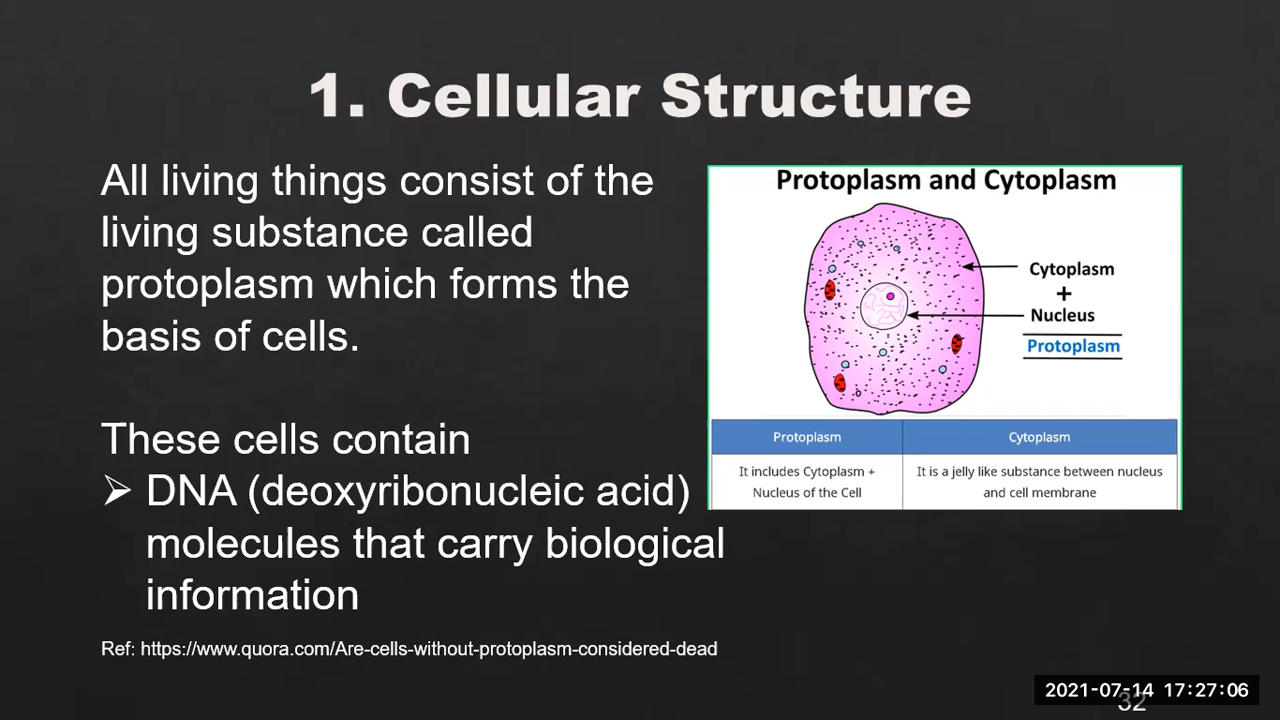 1. Cellular Structure
All living things consist of the
living substance called
protoplasm which forms the
basis of cells.
These cells contain
➢ DNA (deoxyribonucleic acid)
molecules that carry biological
information
Ref: https://www.quora.com/Are-cells-without-protoplasm-considered-dead
Protoplasm and Cytoplasm
Cytoplasm
+
Nucleus
Protoplasm
Protoplasm
Cytoplasm
It includes Cytoplasm +
Nucleus of the Cell
It is a jelly like substance between nucleus
and cell membrane
2021-07-14 17:27:06
32